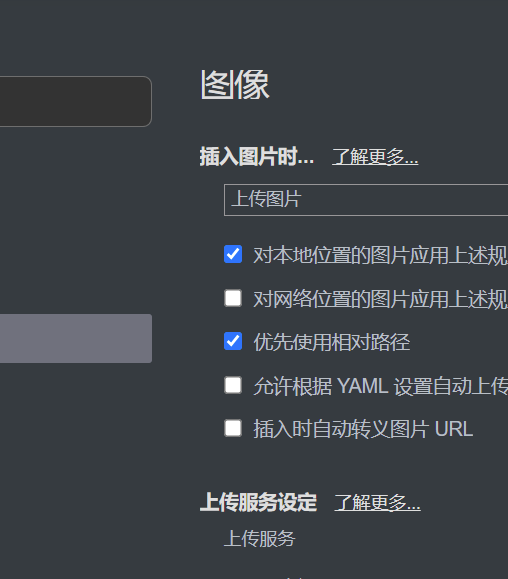 图像
插入图片时... 了解更多...
上传图片
对本地位置的图片应用上述规
对网络位置的图片应用上述规
优先使用相对路径
允许根据 YAML 设置自动上传
插入时自动转义图片 URL
上传服务设定 了解更多...
上传服务